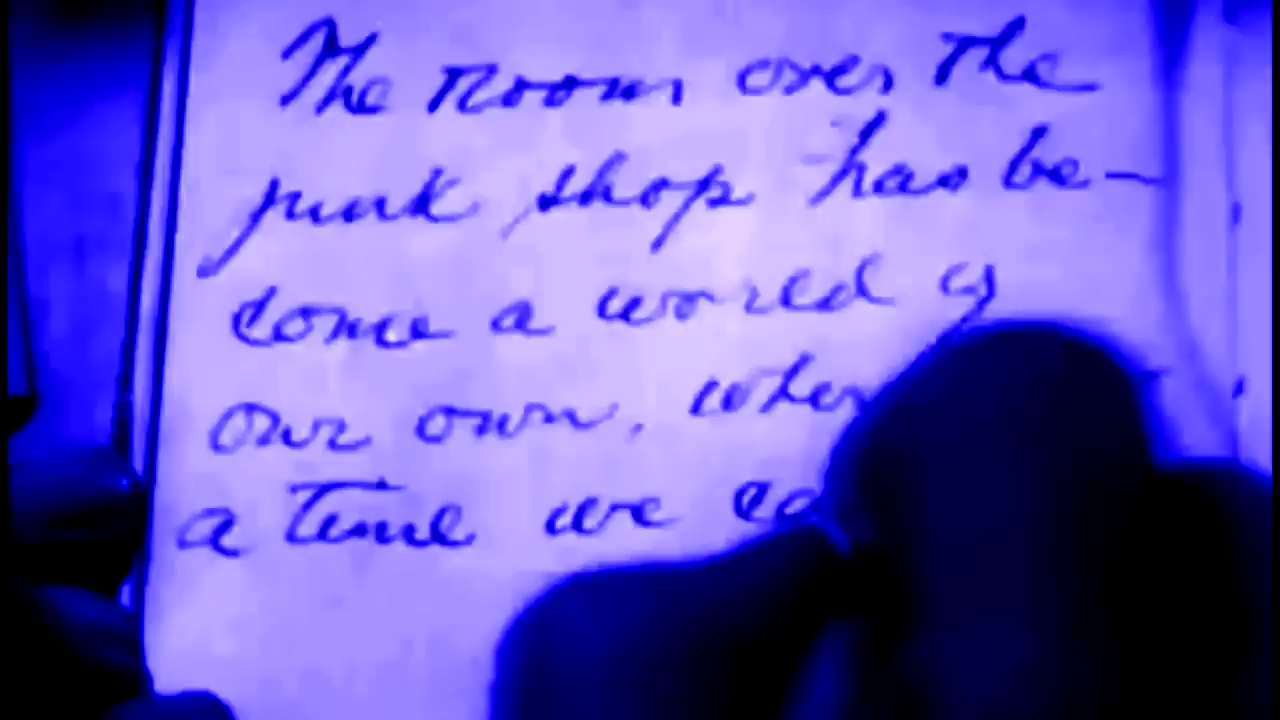 The room over the
junk shop has be-
come a world of
our own,
a time we